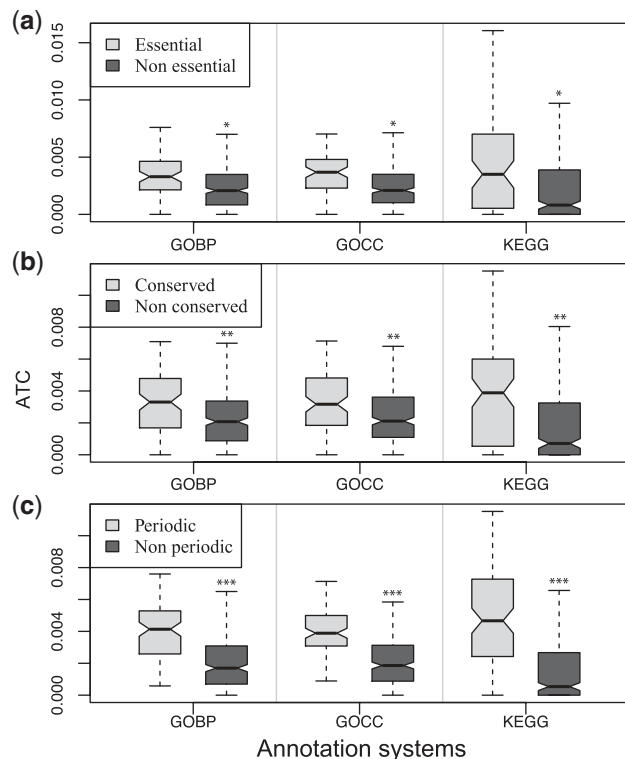 (a)
Essential
Non essential
0.015
0.010
0.005
0.000
* * *
GOBP GOCC KEGG
(b)
Conserved
Non conserved
0.008
0.004
0.000
** ** **
GOBP GOCC KEGG
ATC
(c)
Periodic
Non periodic
0.008
0.004
0.000
*** *** ***
GOBP GOCC KEGG
Annotation systems